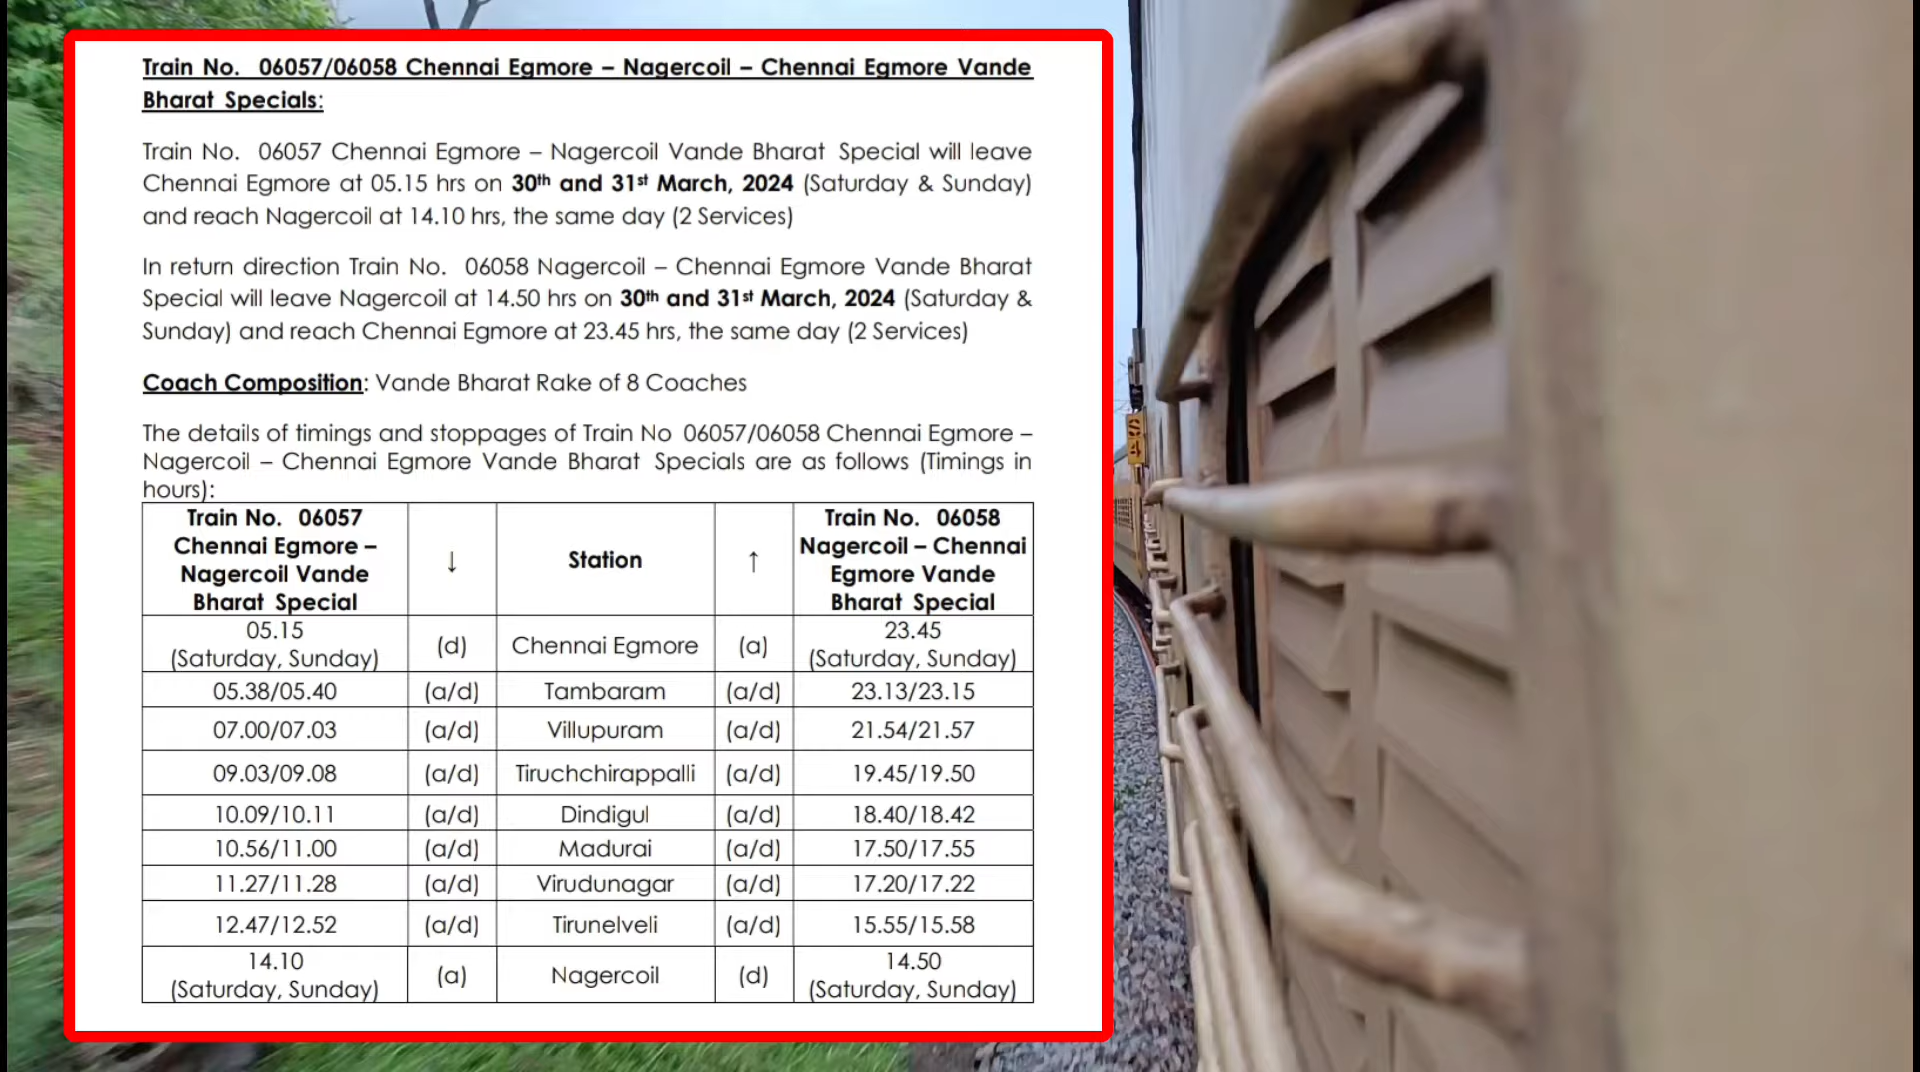 Train No. 06057/06058 Chennai Egmore – Nagercoil – Chennai Egmore Vande
Bharat Specials:
Train No. 06057 Chennai Egmore – Nagercoil Vande Bharat Special will leave
Chennai Egmore at 05.15 hrs on 30th and 31st March, 2024 (Saturday & Sunday)
and reach Nagercoil at 14.10 hrs, the same day (2 Services)
In return direction Train No. 06058 Nagercoil – Chennai Egmore Vande Bharat
Special will leave Nagercoil at 14.50 hrs on 30th and 31st March, 2024 (Saturday &
Sunday) and reach Chennai Egmore at 23.45 hrs, the same day (2 Services)
Coach Composition: Vande Bharat Rake of 8 Coaches
The details of timings and stoppages of Train No 06057/06058 Chennai Egmore –
Nagercoil – Chennai Egmore Vande Bharat Specials are as follows (Timings in
hours):
Train No. 06057
Chennai Egmore –
Nagercoil Vande
Bharat Special
↓
Station
↑
Train No. 06058
Nagercoil – Chennai
Egmore Vande
Bharat Special
05.15
(Saturday, Sunday)
(d)
Chennai Egmore
(a)
23.45
(Saturday, Sunday)
05.38/05.40 (a/d) Tambaram (a/d) 23.13/23.15
07.00/07.03 (a/d) Villupuram (a/d) 21.54/21.57
09.03/09.08 (a/d) Tiruchchirappalli (a/d) 19.45/19.50
10.09/10.11 (a/d) Dindigul (a/d) 18.40/18.42
10.56/11.00 (a/d) Madurai (a/d) 17.50/17.55
11.27/11.28 (a/d) Virudunagar (a/d) 17.20/17.22
12.47/12.52 (a/d) Tirunelveli (a/d) 15.55/15.58
14.10
(Saturday, Sunday)
(a)
Nagercoil
(d)
14.50
(Saturday, Sunday)
S4